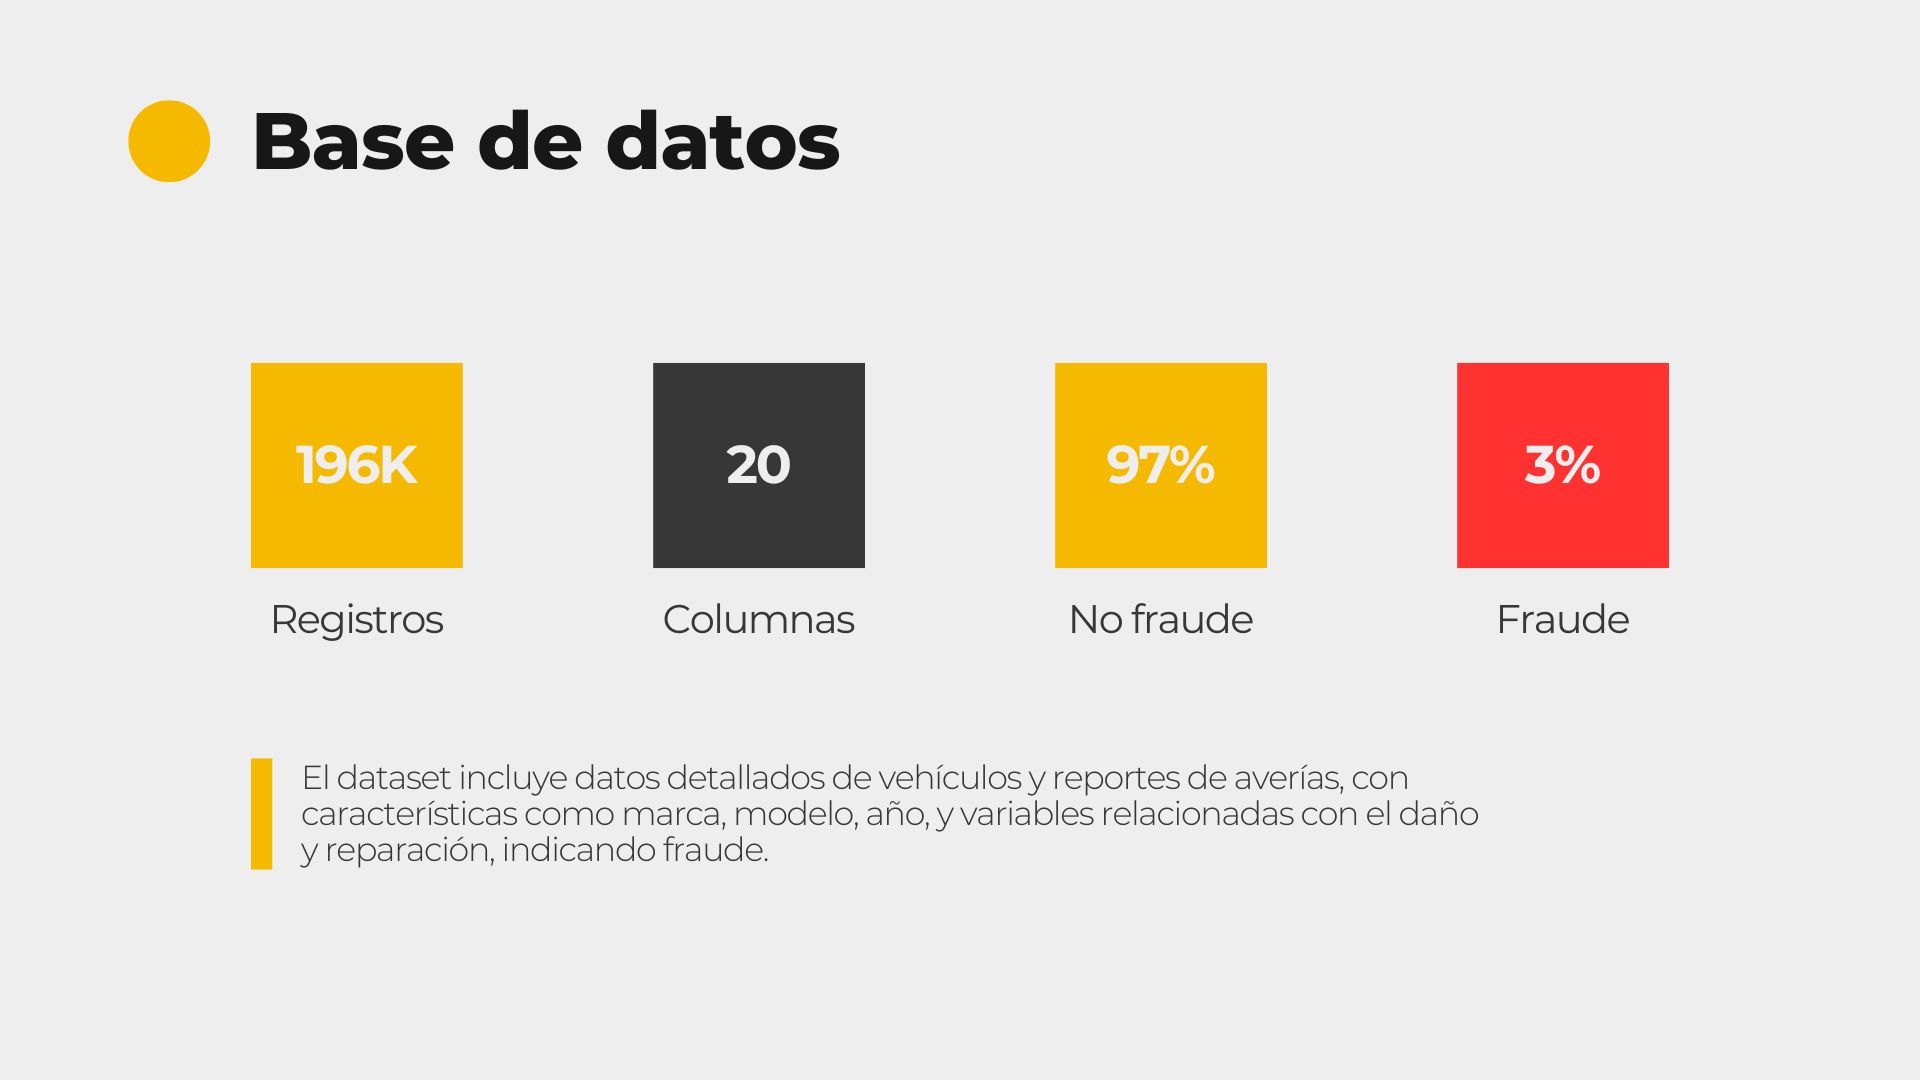 Base de datos
196K
20
97%
3%
Registros
Columnas
No fraude
Fraude
El dataset incluye datos detallados de vehículos y reportes de averías, con
características como marca, modelo, año, y variables relacionadas con el daño
y reparación, indicando fraude.